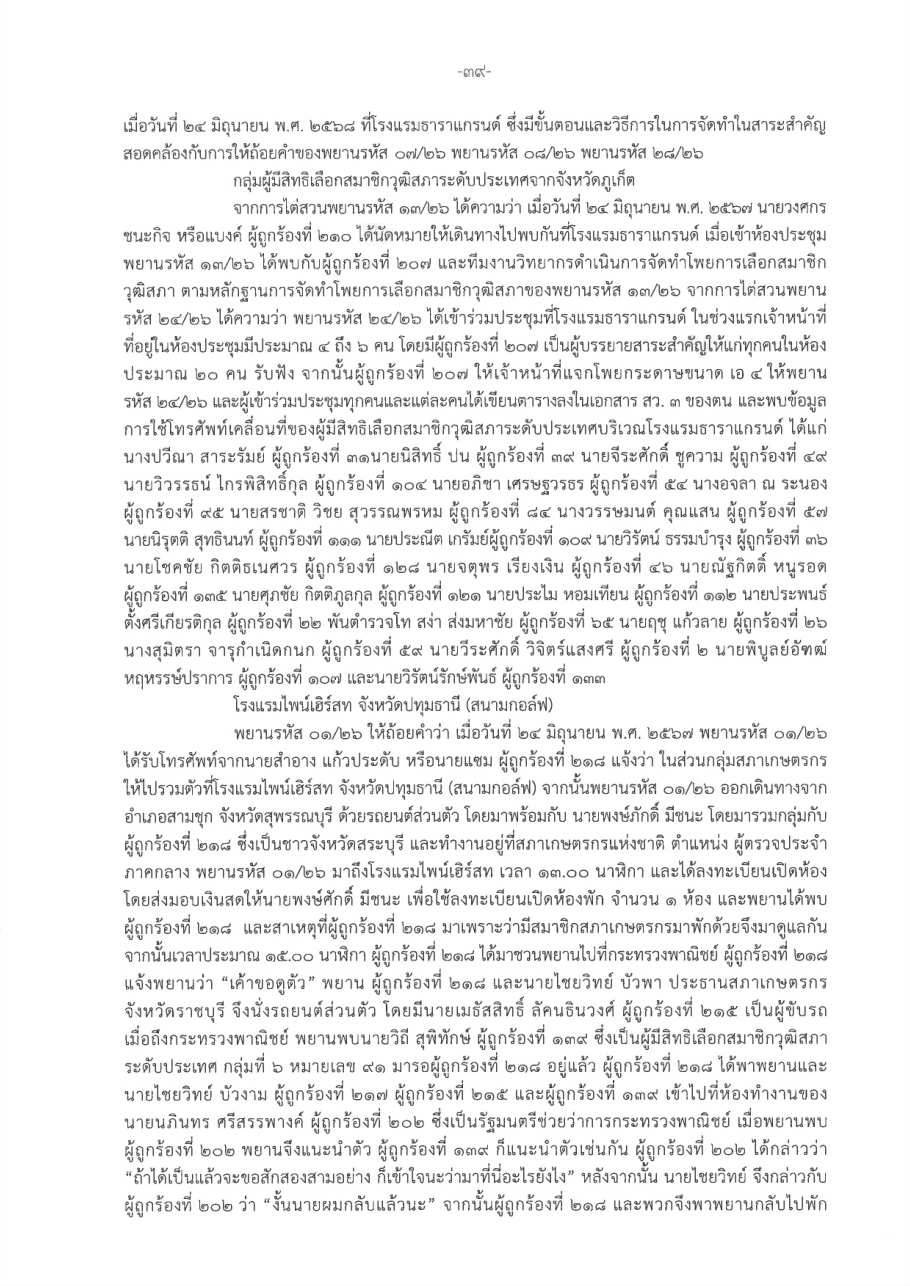 -๓๙-
เมื่อวันที่ ๒๔ มิถุนายน พ.ศ. ๒๕๖๘ ที่โรงแรมธาราแกรนด์ ซึ่งมีขั้นตอนและวิธีการในการจัดทำในสาระสำคัญ
สอดคล้องกับการให้ถ้อยคำของพยานรหัส ๐๗/๒๖ พยานรหัส ๐๘/๒๖ พยานรหัส ๒๘/๒๖
กลุ่มผู้มีสิทธิเลือกสมาชิกวุฒิสภาระดับประเทศจากจังหวัดภูเก็ต
จากการไต่สวนพยานรหัส ๑๓/๒๖ ได้ความว่า เมื่อวันที่ ๒๔ มิถุนายน พ.ศ. ๒๕๖๗ นายวงศกร
ชนะกิจ หรือแบงค์ ผู้ถูกร้องที่ ๒๑๐ ได้นัดหมายให้เดินทางไปพบกันที่โรงแรมธาราแกรนด์ เมื่อเข้าห้องประชุม
พยานรหัส ๑๓/๒๖ ได้พบกับผู้ถูกร้องที่ ๒๐๗ และทีมงานวิทยากรดำเนินการจัดทำโพยการเลือกสมาชิก
วุฒิสภา ตามหลักฐานการจัดทำโพยการเลือกสมาชิกวุฒิสภาของพยานรหัส ๑๓/๒๖ จากการไต่สวนพยาน
รหัส ๒๔/๒๖ ได้ความว่า พยานรหัส ๒๔/๒๖ ได้เข้าร่วมประชุมที่โรงแรมธาราแกรนด์ ในช่วงแรกเจ้าหน้าที่
ที่อยู่ในห้องประชุมมีประมาณ ๔ ถึง ๖ คน โดยมีผู้ถูกร้องที่ ๒๐๗ เป็นผู้บรรยายสาระสำคัญให้แก่ทุกคนในห้อง
ประมาณ ๒๐ คน รับฟัง จากนั้นผู้ถูกร้องที่ ๒๐๗ ให้เจ้าหน้าที่แจกโพยกระดาษขนาด เอ ๔ ให้พยาน
รหัส ๒๔/๒๖ และผู้เข้าร่วมประชุมทุกคนและแต่ละคนได้เขียนตารางลงในเอกสาร สว. ๓ ของตน และพบข้อมูล
การใช้โทรศัพท์เคลื่อนที่ของผู้มีสิทธิเลือกสมาชิกวุฒิสภาระดับประเทศบริเวณโรงแรมธาราแกรนด์ ได้แก่
นางปวีณา สาระรัมย์ ผู้ถูกร้องที่ ๓๑นายนิสิทธิ์ ปน ผู้ถูกร้องที่ ๓๙ นายจีระศักดิ์ ชูความ ผู้ถูกร้องที่ ๔๙
นายวิวรรธน์ ไกรพิสิทธิ์กุล ผู้ถูกร้องที่ ๑๐๔ นายอภิชา เศรษฐวรธร ผู้ถูกร้องที่ ๕๔ นางอจลา ณ ระนอง
ผู้ถูกร้องที่ ๙๕ นายสรชาติ วิชย สุวรรณพรหม ผู้ถูกร้องที่ ๘๔ นางวรรษมนต์ คุณแสน ผู้ถูกร้องที่ ๕๗
นายนิรุตติ สุทธินนท์ ผู้ถูกร้องที่ ๑๑๑ นายประณีต เกรัมย์ผู้ถูกร้องที่ ๑๐๙ นายวิรัตน์ ธรรมบำรุง ผู้ถูกร้องที่ ๓๖
นายโชคชัย กิตติธเนศวร ผู้ถูกร้องที่ ๑๒๘ นายจตุพร เรียงเงิน ผู้ถูกร้องที่ ๔๖ นายณัฐกิตติ์ หนูรอด
ผู้ถูกร้องที่ ๑๓๕ นายศุภชัย กิตติภูลกุล ผู้ถูกร้องที่ ๑๒๑ นายประไม หอมเทียน ผู้ถูกร้องที่ ๑๑๒ นายประพนธ์
ตั้งศรีเกียรติกุล ผู้ถูกร้องที่ ๒๒ พันตำรวจโท สง่า ส่งมหาชัย ผู้ถูกร้องที่ ๖๕ นายฤชุ แก้วลาย ผู้ถูกร้องที่ ๒๖
นางสุมิตรา จารุกำเนิดกนก ผู้ถูกร้องที่ ๕๙ นายวีระศักดิ์ วิจิตร์แสงศรี ผู้ถูกร้องที่ ๒ นายพิบูลย์อัฑฒ์
หฤหรรษ์ปราการ ผู้ถูกร้องที่ ๑๐๗ และนายวิรัตน์รักษ์พันธ์ ผู้ถูกร้องที่ ๑๓๓
โรงแรมไพน์เฮิร์สท จังหวัดปทุมธานี (สนามกอล์ฟ)
พยานรหัส ๐๑/๒๖ ให้ถ้อยคำว่า เมื่อวันที่ ๒๔ มิถุนายน พ.ศ. ๒๕๖๗ พยานรหัส ๐๑/๒๖
ได้รับโทรศัพท์จากนายสำอาง แก้วประดับ หรือนายแซม ผู้ถูกร้องที่ ๒๑๘ แจ้งว่า ในส่วนกลุ่มสภาเกษตรกร
ให้ไปรวมตัวที่โรงแรมไพน์เฮิร์สท จังหวัดปทุมธานี (สนามกอล์ฟ) จากนั้นพยานรหัส ๐๑/๒๖ ออกเดินทางจาก
อำเภอสามชุก จังหวัดสุพรรณบุรี ด้วยรถยนต์ส่วนตัว โดยมาพร้อมกับ นายพงษ์ภักดิ์ มีชนะ โดยมารวมกลุ่มกับ
ผู้ถูกร้องที่ ๒๑๘ ซึ่งเป็นชาวจังหวัดสระบุรี และทำงานอยู่ที่สภาเกษตรกรแห่งชาติ ตำแหน่ง ผู้ตรวจประจำ
ภาคกลาง พยานรหัส ๐๑/๒๖ มาถึงโรงแรมไพน์เฮิร์สท เวลา ๑๓.๐๐ นาฬิกา และได้ลงทะเบียนเปิดห้อง
โดยส่งมอบเงินสดให้นายพงษ์ศักดิ์ มีชนะ เพื่อใช้ลงทะเบียนเปิดห้องพัก จำนวน ๑ ห้อง และพยานได้พบ
ผู้ถูกร้องที่ ๒๑๘ และสาเหตุที่ผู้ถูกร้องที่ ๒๑๘ มาเพราะว่ามีสมาชิกสภาเกษตรกรมาพักด้วยจึงมาดูแลกัน
จากนั้นเวลาประมาณ ๑๕.๐๐ นาฬิกา ผู้ถูกร้องที่ ๒๑๘ ได้มาชวนพยานไปที่กระทรวงพาณิชย์ ผู้ถูกร้องที่ ๒๑๘
แจ้งพยานว่า “เค้าขอดูตัว” พยาน ผู้ถูกร้องที่ ๒๑๘ และนายไชยวิทย์ บัวพา ประธานสภาเกษตรกร
จังหวัดราชบุรี จึงนั่งรถยนต์ส่วนตัว โดยมีนายเมธัสสิทธิ์ ลัคนธินวงศ์ ผู้ถูกร้องที่ ๒๑๕ เป็นผู้ขับรถ
เมื่อถึงกระทรวงพาณิชย์ พยานพบนายวิถี สุพิทักษ์ ผู้ถูกร้องที่ ๑๓๙ ซึ่งเป็นผู้มีสิทธิเลือกสมาชิกวุฒิสภา
ระดับประเทศ กลุ่มที่ ๖ หมายเลข ๙๑ มารอผู้ถูกร้องที่ ๒๑๘ อยู่แล้ว ผู้ถูกร้องที่ ๒๑๘ ได้พาพยานและ
นายไชยวิทย์ บัวงาม ผู้ถูกร้องที่ ๒๑๗ ผู้ถูกร้องที่ ๒๑๕ และผู้ถูกร้องที่ ๑๓๙ เข้าไปที่ห้องทำงานของ
นายนภินทร ศรีสรรพางค์ ผู้ถูกร้องที่ ๒๐๒ ซึ่งเป็นรัฐมนตรีช่วยว่าการกระทรวงพาณิชย์ เมื่อพยานพบ
ผู้ถูกร้องที่ ๒๐๒ พยานจึงแนะนำตัว ผู้ถูกร้องที่ ๑๓๙ ก็แนะนำตัวเช่นกัน ผู้ถูกร้องที่ ๒๐๒ ได้กล่าวว่า
“ถ้าได้เป็นแล้วจะขอสักสองสามอย่าง ก็เข้าใจนะว่ามาที่นี่อะไรยังไง” หลังจากนั้น นายไชยวิทย์ จึงกล่าวกับ
ผู้ถูกร้องที่ ๒๐๒ ว่า “งั้นนายผมกลับแล้วนะ” จากนั้นผู้ถูกร้องที่ ๒๑๘ และพวกจึงพาพยานกลับไปพัก